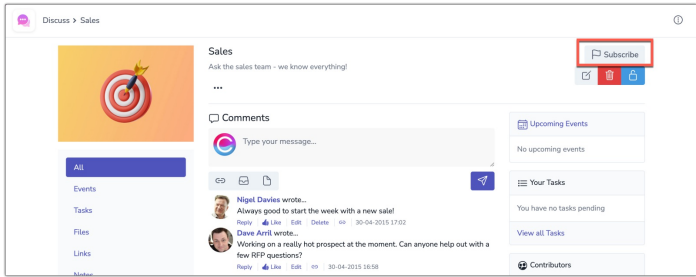 Discuss > Sales
Sales
Subscribe
Ask the sales team - we know everything!
...
Comments
Type your message...
All
Events
Tasks
Files
Links
Notes
Nigel Davies wrote...
Always good to start the week with a new sale!
Reply Like Edit Delete 30-04-2015 17:02
Dave Arril wrote...
Working on a really hot prospect at the moment. Can anyone help out with a
few RFP questions?
Reply Like Edit 30-04-2015 16:58
Upcoming Events
No upcoming events
Your Tasks
You have no tasks pending
View all Tasks
Contributors